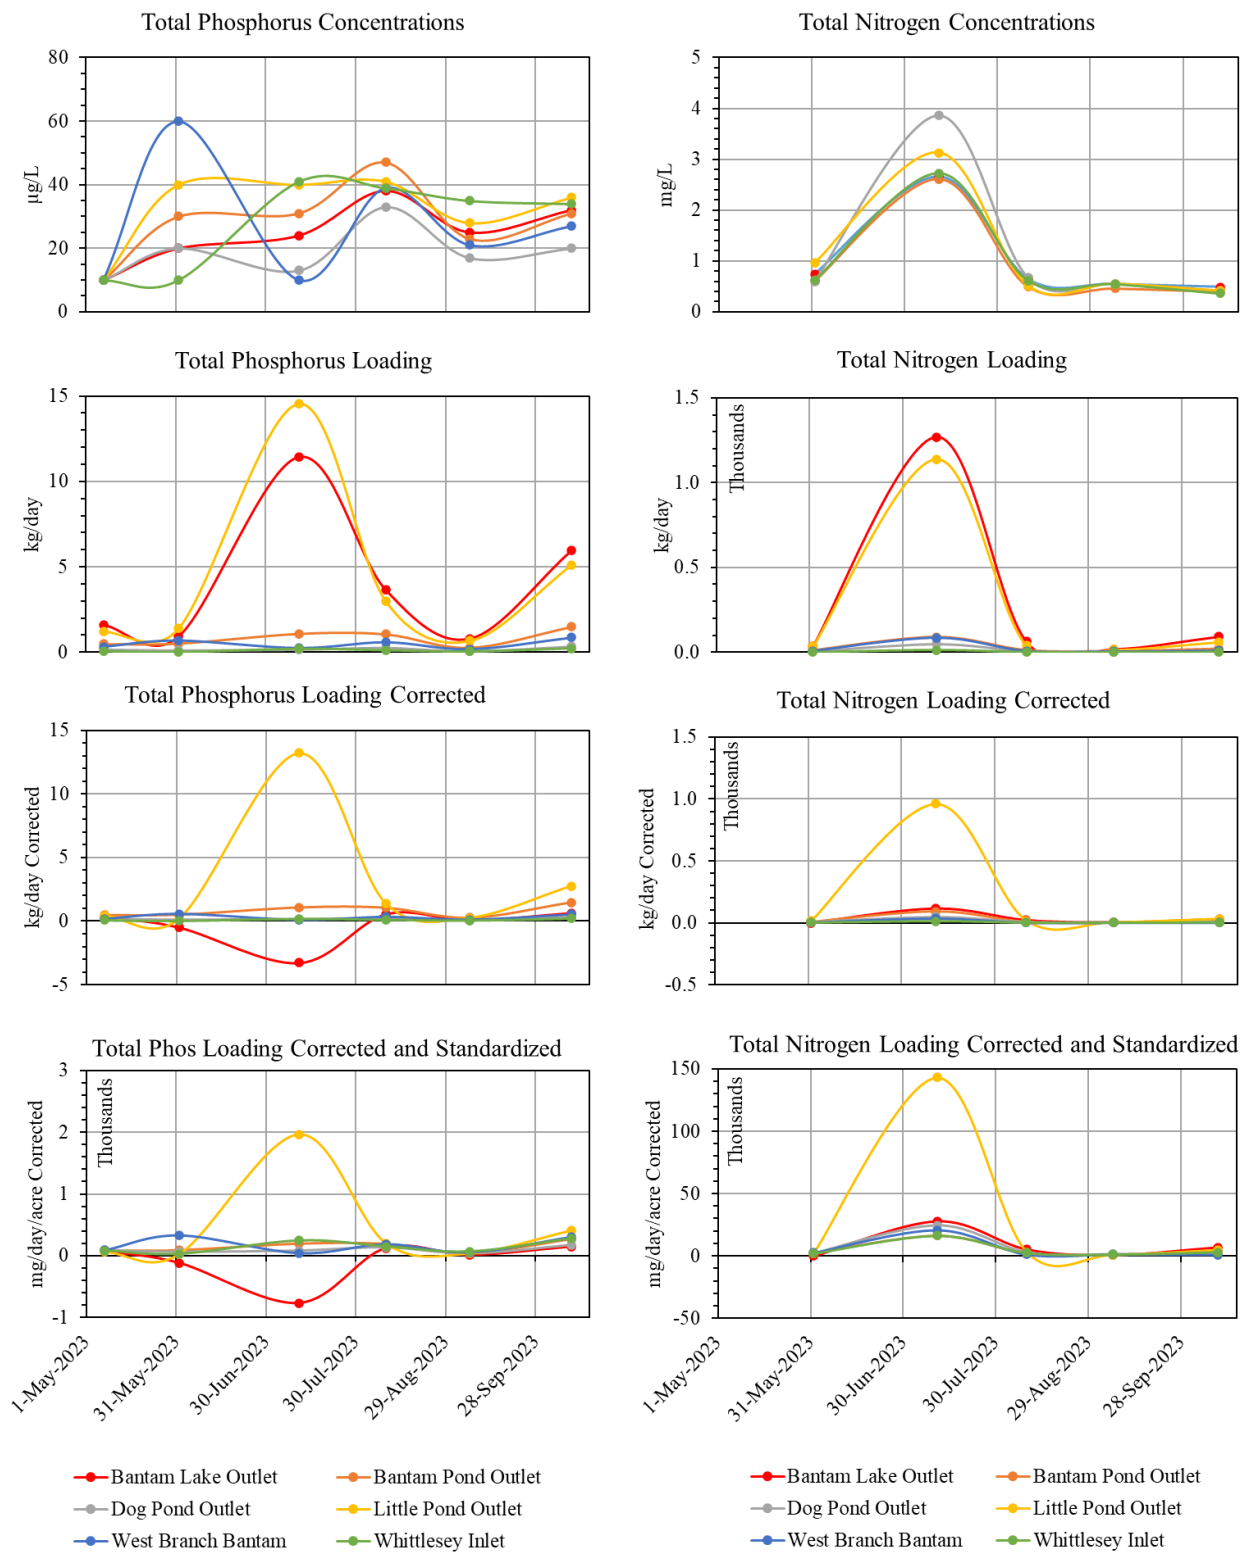 Total Phosphorus Concentrations
80
60
40
20
0
µg/L
Total Nitrogen Concentrations
5
4
3
2
1
0
mg/L
Total Phosphorus Loading
15
10
5
0
kg/day
Total Nitrogen Loading
1.5
1.0
0.5
0.0
kg/day
Thousands
Total Phosphorus Loading Corrected
15
10
5
0
-5
kg/day Corrected
Total Nitrogen Loading Corrected
1.5
1.0
0.5
0.0
-0.5
kg/day Corrected
Thousands
Total Phos Loading Corrected and Standardized
3
2
1
0
-1
mg/day/acre Corrected
Thousands
1-May-2023
31-May-2023
30-Jun-2023
30-Jul-2023
29-Aug-2023
28-Sep-2023
Total Nitrogen Loading Corrected and Standardized
150
100
50
0
-50
mg/day/acre Corrected
Thousands
1-May-2023
31-May-2023
30-Jun-2023
30-Jul-2023
29-Aug-2023
28-Sep-2023
Bantam Lake Outlet
Bantam Pond Outlet
Dog Pond Outlet
Little Pond Outlet
West Branch Bantam
Whittlesey Inlet
Bantam Lake Outlet
Bantam Pond Outlet
Dog Pond Outlet
Little Pond Outlet
West Branch Bantam
Whittlesey Inlet